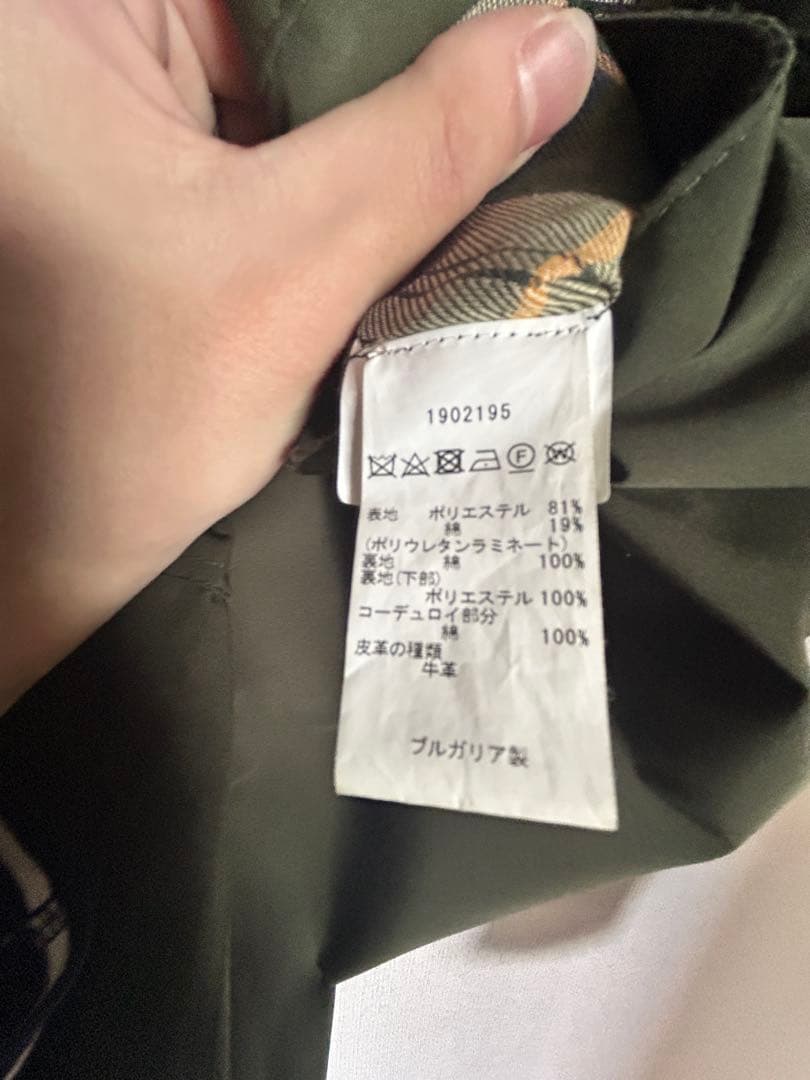 1902195
F W
表地 ポリエステル 81%
綿 19%
(ポリウレタンラミネート)
裏地 綿 100%
裏地(下部)
ポリエステル 100%
コーデュロイ部分
綿 100%
皮革の種類
牛革
ブルガリア製